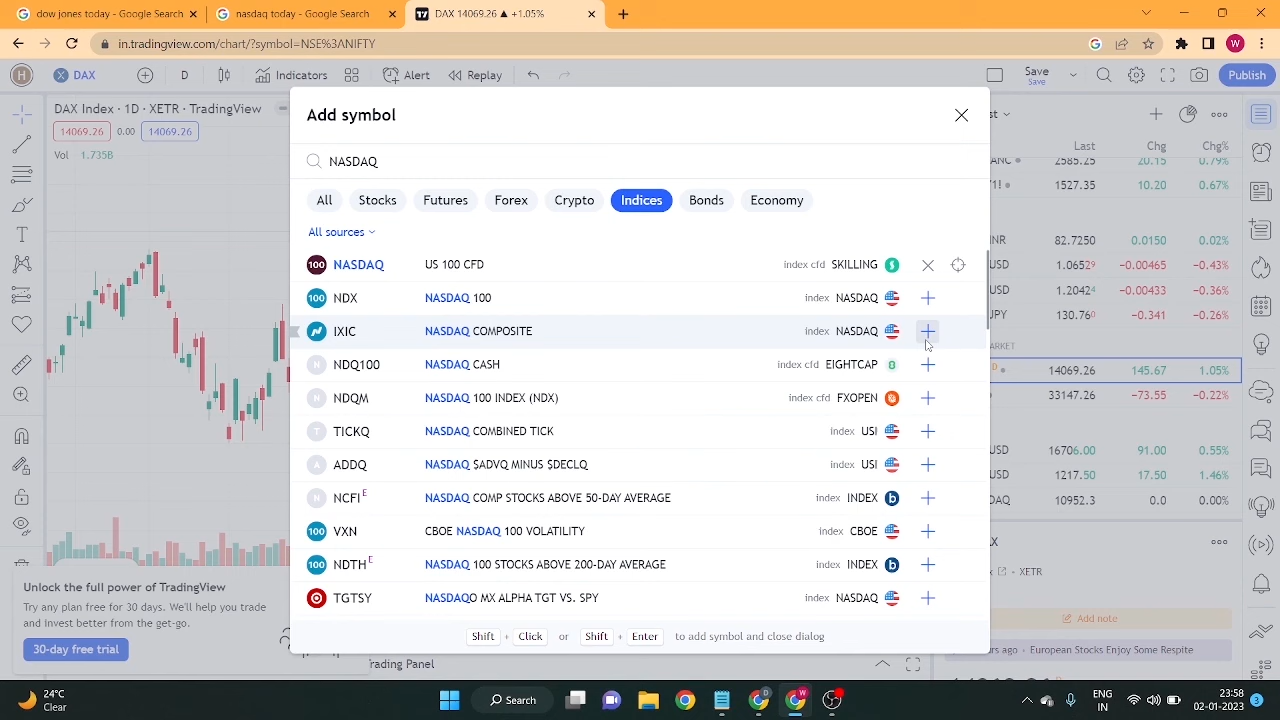 dow jones today - Google Search
nasdaq today - Google Search
DAX 14069.26 ▲ +1.05%
in.tradingview.com/chart/?symbol=NSE%3ANIFTY
W
H
DAX
D
Indicators
Alert
Replay
Save
Save
Publish
DAX Index · 1D · XETR · TradingView
14069.26 0.00 14069.26
Vol 1.735B
Add symbol
NASDAQ
All
Stocks
Futures
Forex
Crypto
Indices
Bonds
Economy
All sources
100 NASDAQ US 100 CFD index cfd SKILLING
100 NDX NASDAQ 100 index NASDAQ
IXIC NASDAQ COMPOSITE index NASDAQ
N NDQ100 NASDAQ CASH index cfd EIGHTCAP
N NDQM NASDAQ 100 INDEX (NDX) index cfd FXOPEN
T TICKQ NASDAQ COMBINED TICK index USI
A ADDQ NASDAQ $ADVQ MINUS $DECLQ index USI
N NCFI E NASDAQ COMP STOCKS ABOVE 50-DAY AVERAGE index INDEX b
100 VXN CBOE NASDAQ 100 VOLATILITY index CBOE
100 NDTH E NASDAQ 100 STOCKS ABOVE 200-DAY AVERAGE index INDEX b
TGTSY NASDAQO MX ALPHA TGT VS. SPY index NASDAQ
Shift + Click or Shift + Enter to add symbol and close dialog
st
Last Chg Chg%
ANC 2585.25 20.15 0.79%
1! 1527.35 10.20 0.67%
NR 82.7250 0.0150 0.02%
USD 1.06529 -0.00465 -0.43%
USD 1.20424 -0.00433 -0.36%
JPY 130.760 -0.341 -0.26%
ARKET
D 14069.26 145.67 1.05%
33147.26 -73.55 -0.22%
USD 16706.00 91.00 0.55%
USD 1217.50 17.50 1.46%
DAQ 10952.3 0.0 0.00%
X
XETR
Add note
rs ago · European Stocks Enjoy Some Respite
Unlock the full power of TradingView
Try any plan free for 30 days. We'll help you trade
and invest better from the get-go.
30-day free trial
rading Panel
24°C
Clear
Search
D
W
ENG
IN
23:58
02-01-2023
3